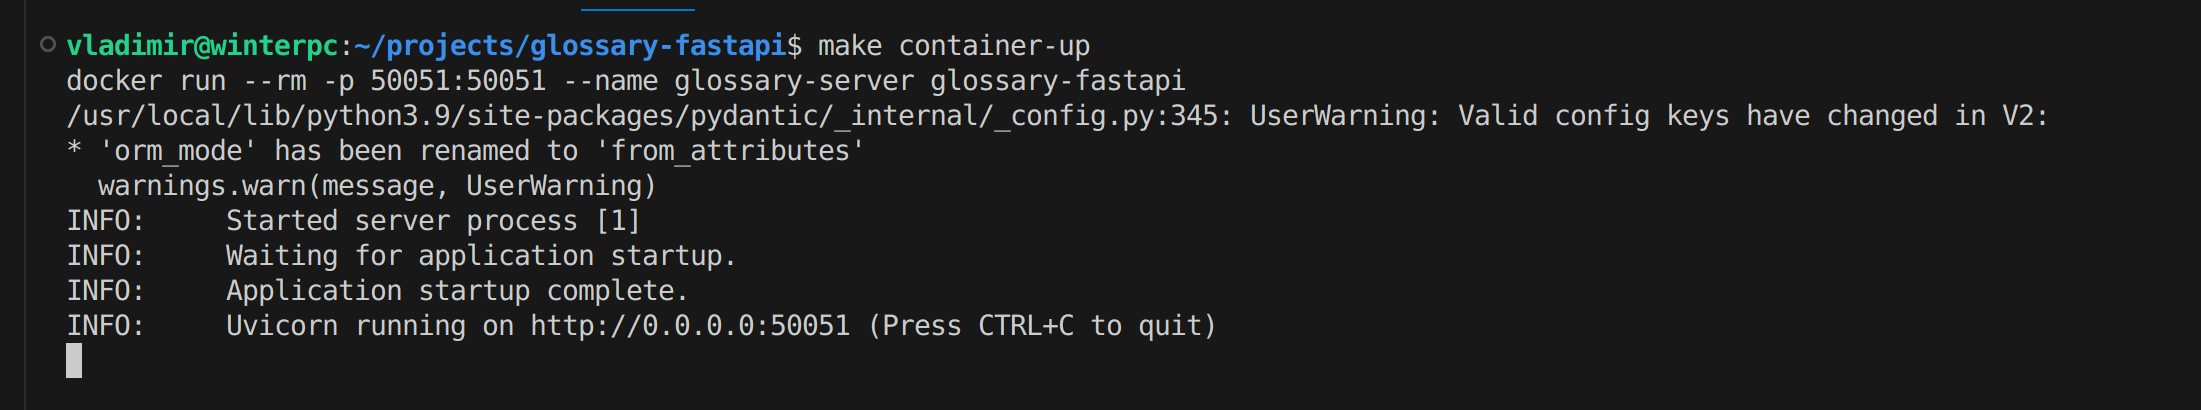 vladimir@winterpc:~/projects/glossary-fastapi$ make container-up
docker run --rm -p 50051:50051 --name glossary-server glossary-fastapi
/usr/local/lib/python3.9/site-packages/pydantic/_internal/_config.py:345: UserWarning: Valid config keys have changed in V2:
* 'orm_mode' has been renamed to 'from_attributes'
  warnings.warn(message, UserWarning)
INFO:     Started server process [1]
INFO:     Waiting for application startup.
INFO:     Application startup complete.
INFO:     Uvicorn running on http://0.0.0.0:50051 (Press CTRL+C to quit)